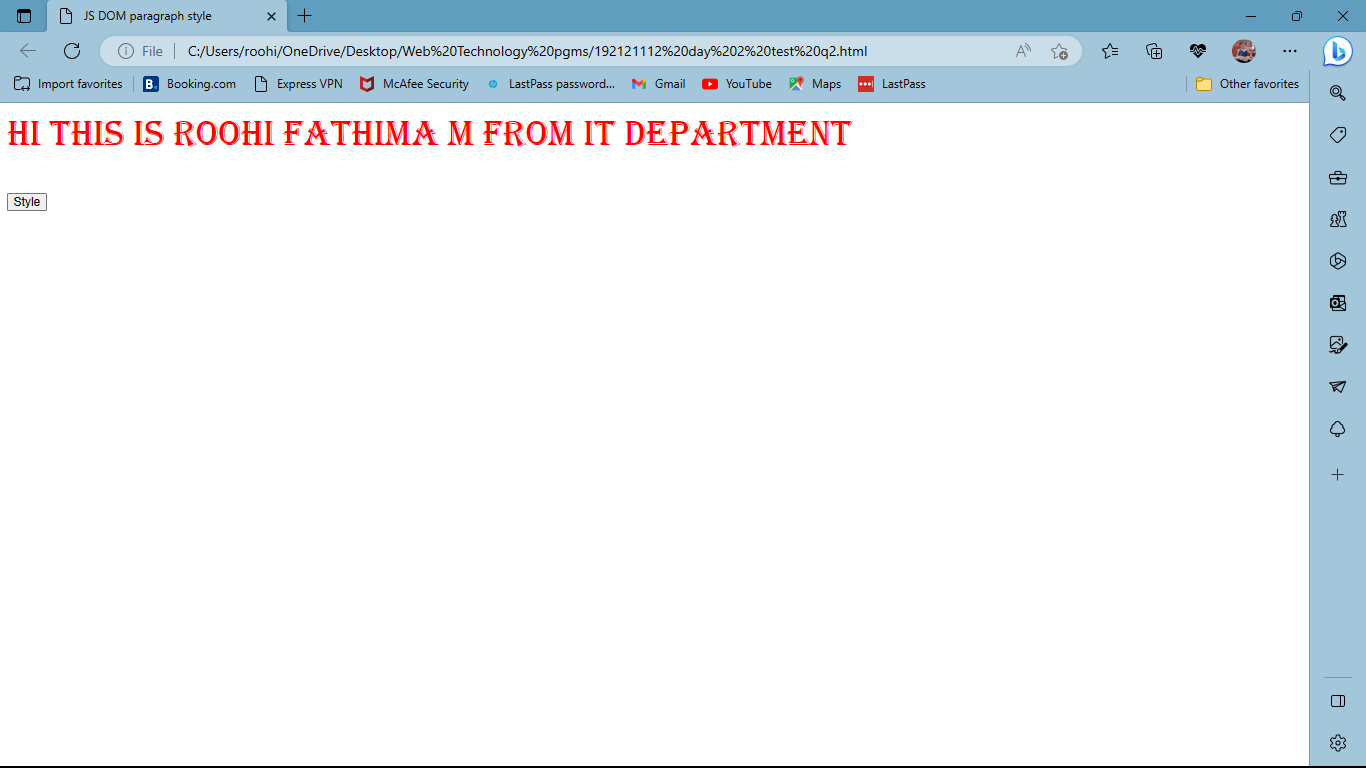 JS DOM paragraph style
File
C:/Users/roohi/OneDrive/Desktop/Web%20Technology%20pgms/192121112%20day%202%20test%20q2.html
Import favorites
B. Booking.com
Express VPN
McAfee Security
LastPass password...
Gmail
YouTube
Maps
LastPass
Other favorites
HI THIS IS ROOHI FATHIMA M FROM IT DEPARTMENT
Style